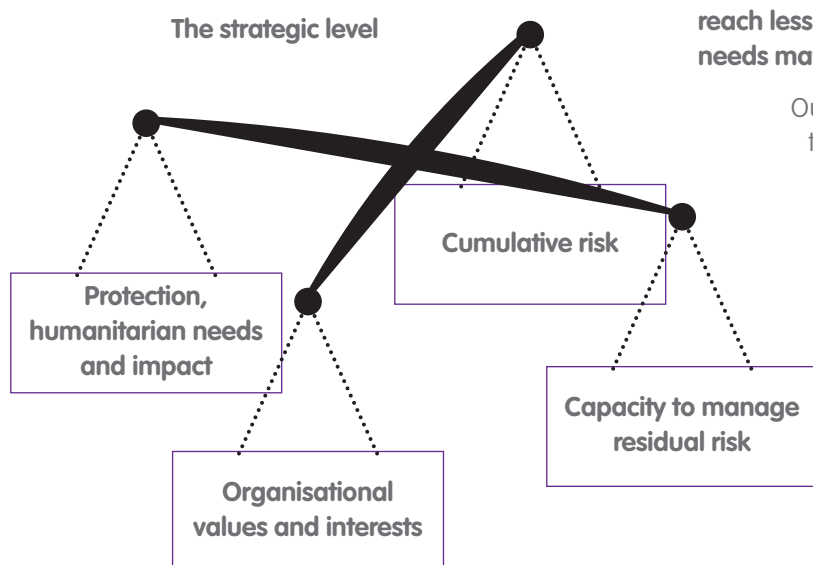 The strategic level
reach less
needs ma
Ou
t
Cumulative risk
Protection,
humanitarian needs
and impact
Capacity to manage
residual risk
Organisational
values and interests